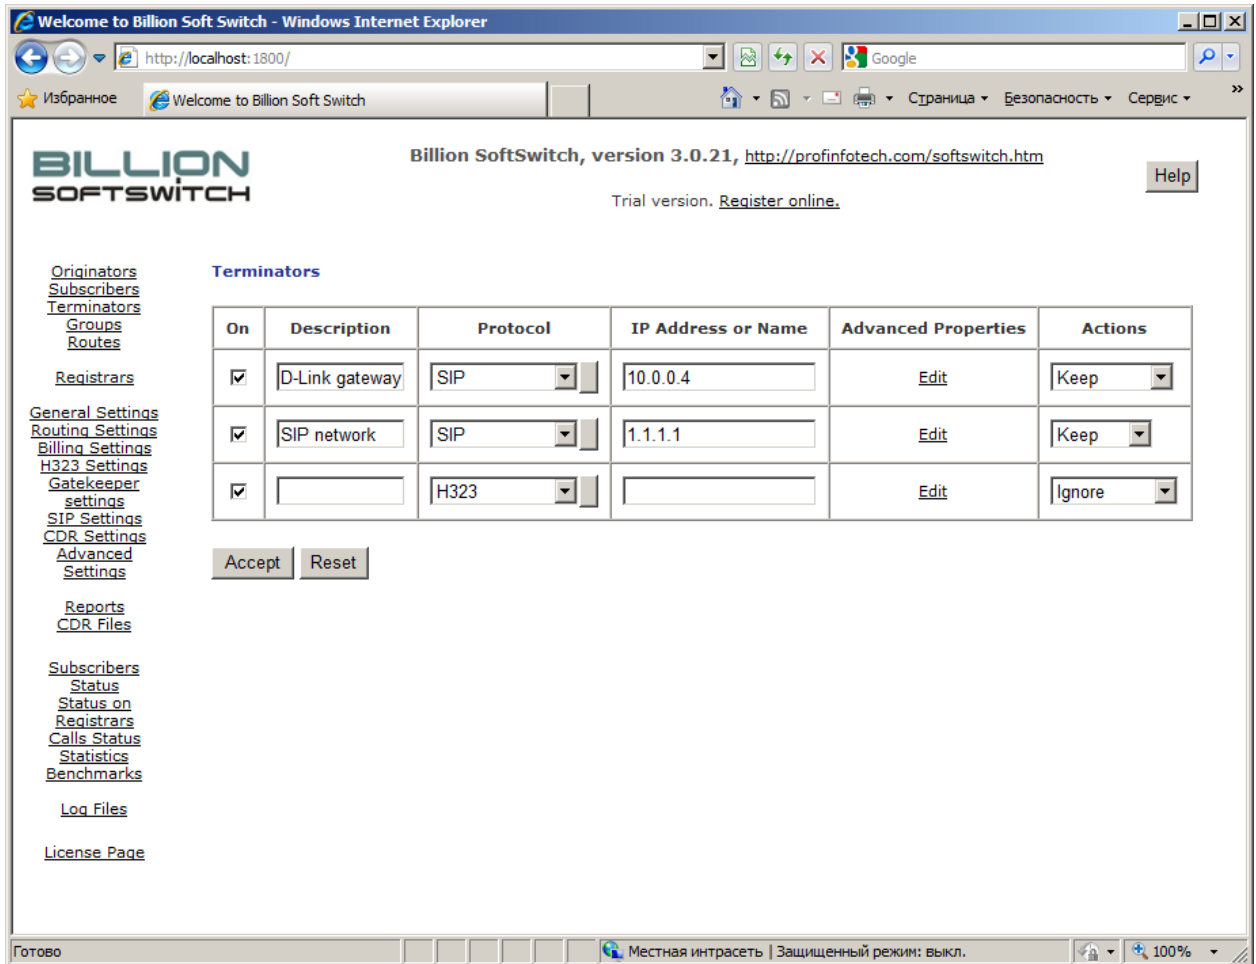 Welcome to Billion Soft Switch - Windows Internet Explorer
http://localhost:1800/
Google
Избранное
Welcome to Billion Soft Switch
Страница
Безопасность
Сервис
»
BILLION
SOFTSWITCH
Billion SoftSwitch, version 3.0.21, http://profinfotech.com/softswitch.htm
Help
Trial version. Register online.
Originators
Subscribers
Terminators
Groups
Routes
Registrars
General Settings
Routing Settings
Billing Settings
H323 Settings
Gatekeeper
settings
SIP Settings
CDR Settings
Advanced
Settings
Reports
CDR Files
Subscribers
Status
Status on
Registrars
Calls Status
Statistics
Benchmarks
Log Files
License Page
Terminators
On Description Protocol IP Address or Name Advanced Properties Actions
D-Link gateway SIP 10.0.0.4 Edit Keep
SIP network SIP 1.1.1.1 Edit Keep
H323 Edit Ignore
Accept Reset
Готово
Местная интрасеть | Защищенный режим: выкл.
100%